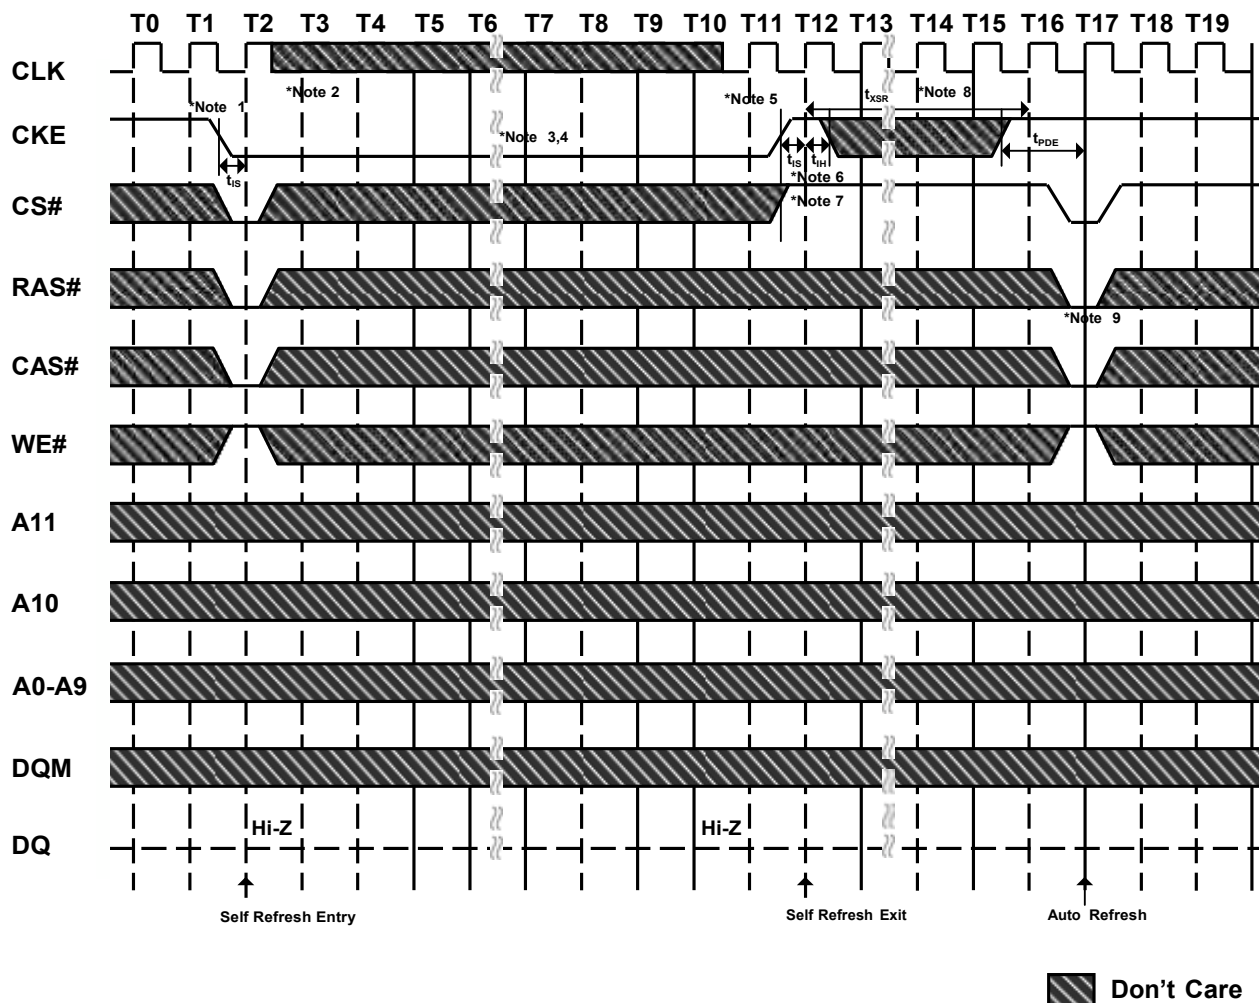 T0 T1 T2 T3 T4 T5 T6 T7 T8 T9 T10 T11 T12 T13 T14 T15 T16 T17 T18 T19
CLK
*Note 2
*Note 1
*Note 5
tXSR
*Note 8
CKE
*Note 3,4
tPDE
tIS
tIS
tIH
*Note 6
CS#
*Note 7
RAS#
*Note 9
CAS#
WE#
A11
A10
A0-A9
DQM
Hi-Z
Hi-Z
DQ
Self Refresh Entry
Self Refresh Exit
Auto Refresh
Don't Care